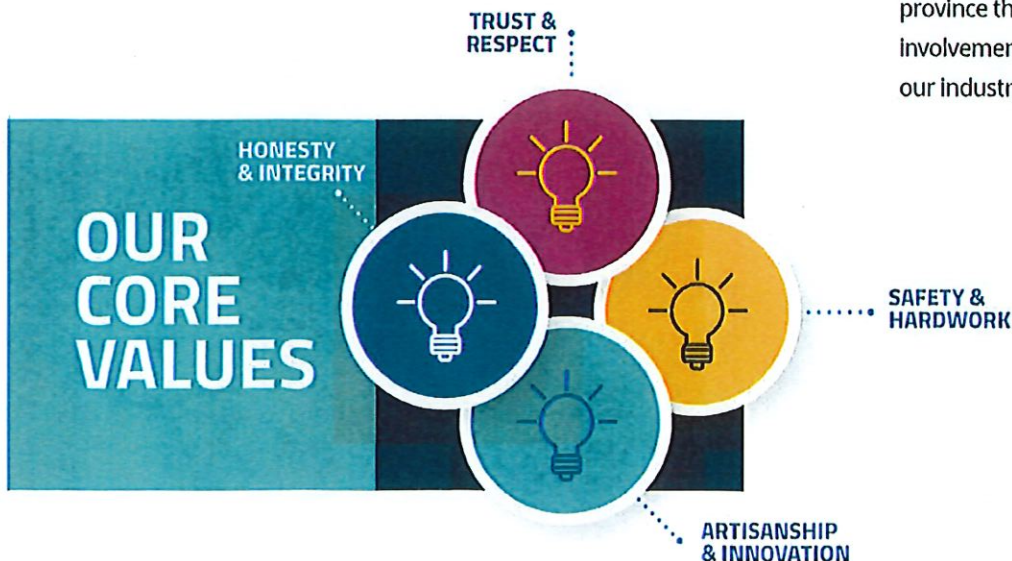 province th
involvemen
our industr
TRUST &
RESPECT
HONESTY
& INTEGRITY
OUR
CORE
VALUES
SAFETY &
HARDWORK
ARTISANSHIP
& INNOVATION